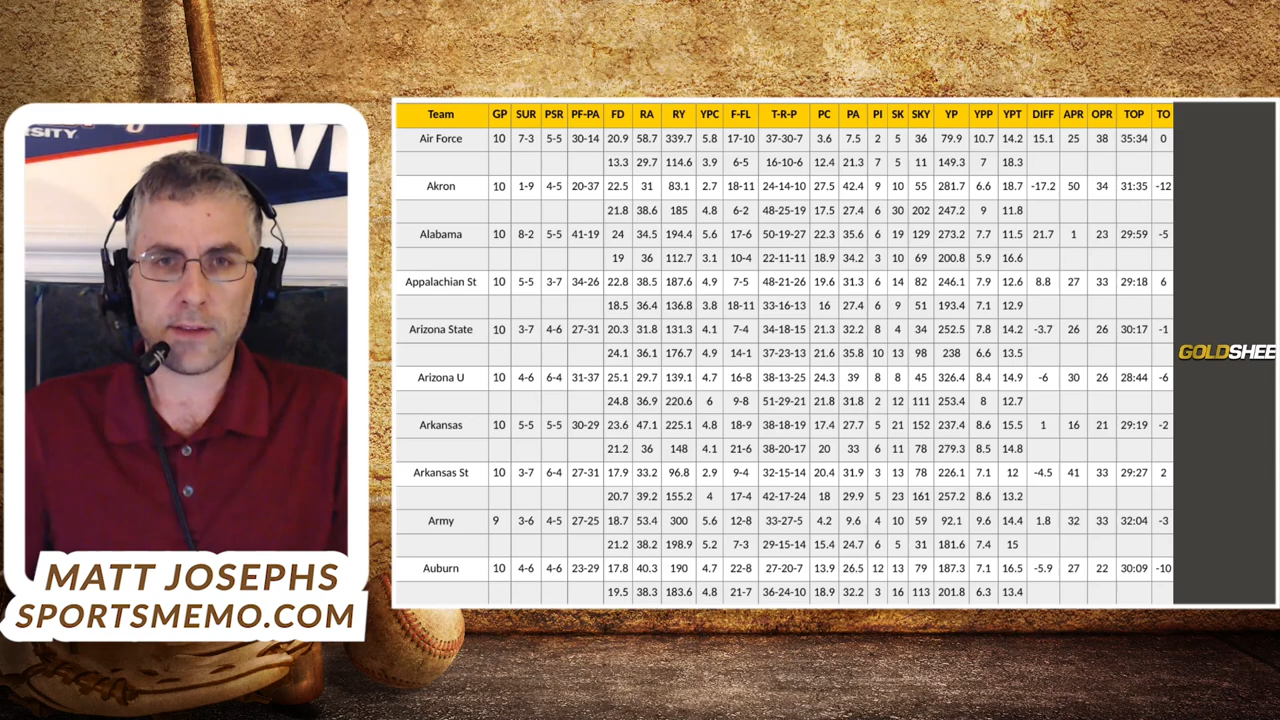 RSITY
LVI
Team GP SUR PSR PF-PA FD RA RY YPC F-FL T-R-P PC PA PI SK SKY YP YPP YPT DIFF APR OPR TOP TO
Air Force 10 7-3 5-5 30-14 20.9 58.7 339.7 5.8 17-10 37-30-7 3.6 7.5 2 5 36 79.9 10.7 14.2 15.1 25 38 35:34 0
13.3 29.7 114.6 3.9 6-5 16-10-6 12.4 21.3 7 5 11 149.3 7 18.3
Akron 10 1-9 4-5 20-37 22.5 31 83.1 2.7 18-11 24-14-10 27.5 42.4 9 10 55 281.7 6.6 18.7 -17.2 50 34 31:35 -12
21.8 38.6 185 4.8 6-2 48-25-19 17.5 27.4 6 30 202 247.2 9 11.8
Alabama 10 8-2 5-5 41-19 24 34.5 194.4 5.6 17-6 50-19-27 22.3 35.6 6 19 129 273.2 7.7 11.5 21.7 1 23 29:59 -5
19 36 112.7 3.1 10-4 22-11-11 18.9 34.2 3 10 69 200.8 5.9 16.6
Appalachian St 10 5-5 3-7 34-26 22.8 38.5 187.6 4.9 7-5 48-21-26 19.6 31.3 6 14 82 246.1 7.9 12.6 8.8 27 33 29:18 6
18.5 36.4 136.8 3.8 18-11 33-16-13 16 27.4 6 9 51 193.4 7.1 12.9
Arizona State 10 3-7 4-6 27-31 20.3 31.8 131.3 4.1 7-4 34-18-15 21.3 32.2 8 4 34 252.5 7.8 14.2 -3.7 26 26 30:17 -1
24.1 36.1 176.7 4.9 14-1 37-23-13 21.6 35.8 10 13 98 238 6.6 13.5
Arizona U 10 4-6 6-4 31-37 25.1 29.7 139.1 4.7 16-8 38-13-25 24.3 39 8 8 45 326.4 8.4 14.9 -6 30 26 28:44 -6
24.8 36.9 220.6 6 9-8 51-29-21 21.8 31.8 2 12 111 253.4 8 12.7
Arkansas 10 5-5 5-5 30-29 23.6 47.1 225.1 4.8 9-8 38-18-19 17.4 27.7 5 21 152 237.4 8.6 15.5 1 16 21 29:19 -2
21.2 36 148 4.1 21-6 38-20-17 20 33 6 11 78 279.3 8.5 14.8
Arkansas St 10 3-7 6-4 27-31 17.9 33.2 96.8 2.9 9-4 32-15-14 20.4 31.9 3 13 78 226.1 7.1 12 -4.5 41 33 29:27 2
20.7 39.2 155.2 4 17-4 42-17-24 18 29.9 5 23 161 257.2 8.6 13.2
Army 9 3-6 4-5 27-25 18.7 53.4 300 5.6 12-8 33-27-5 4.2 9.6 4 10 59 92.1 9.6 14.4 1.8 32 33 32:04 -3
21.2 38.2 198.9 5.2 7-3 29-15-14 15.4 24.7 6 5 31 181.6 7.4 15
Auburn 10 4-6 4-6 23-29 17.8 40.3 190 4.7 22-8 27-20-7 13.9 26.5 12 13 79 187.3 7.1 16.5 -5.9 27 22 30:09 -10
19.5 38.3 183.6 4.8 21-7 36-24-10 18.9 32.2 3 16 113 201.8 6.3 13.4
GOLDSHEE
MATT JOSEPHS
SPORTSMEMO.COM